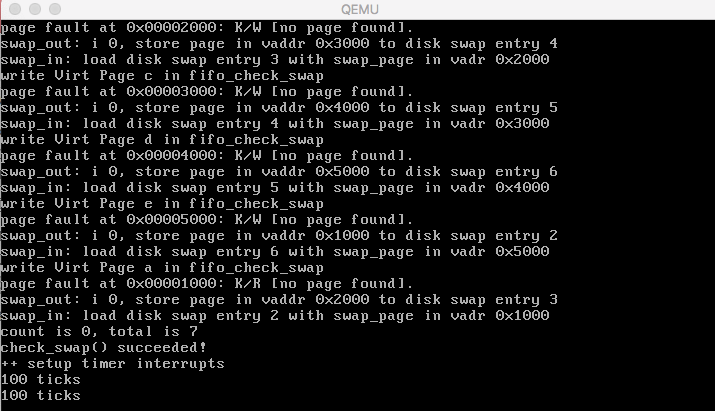 QEMU
page fault at 0x00002000: K/W [no page found].
swap_out: i 0, store page in vaddr 0x3000 to disk swap entry 4
swap_in: load disk swap entry 3 with swap_page in vadr 0x2000
write Virt Page c in fifo_check_swap
page fault at 0x00003000: K/W [no page found].
swap_out: i 0, store page in vaddr 0x4000 to disk swap entry 5
swap_in: load disk swap entry 4 with swap_page in vadr 0x3000
write Virt Page d in fifo_check_swap
page fault at 0x00004000: K/W [no page found].
swap_out: i 0, store page in vaddr 0x5000 to disk swap entry 6
swap_in: load disk swap entry 5 with swap_page in vadr 0x4000
write Virt Page e in fifo_check_swap
page fault at 0x00005000: K/W [no page found].
swap_out: i 0, store page in vaddr 0x1000 to disk swap entry 2
swap_in: load disk swap entry 6 with swap_page in vadr 0x5000
write Virt Page a in fifo_check_swap
page fault at 0x00001000: K/R [no page found].
swap_out: i 0, store page in vaddr 0x2000 to disk swap entry 3
swap_in: load disk swap entry 2 with swap_page in vadr 0x1000
count is 0, total is 7
check_swap() succeeded!
++ setup timer interrupts
100 ticks
100 ticks